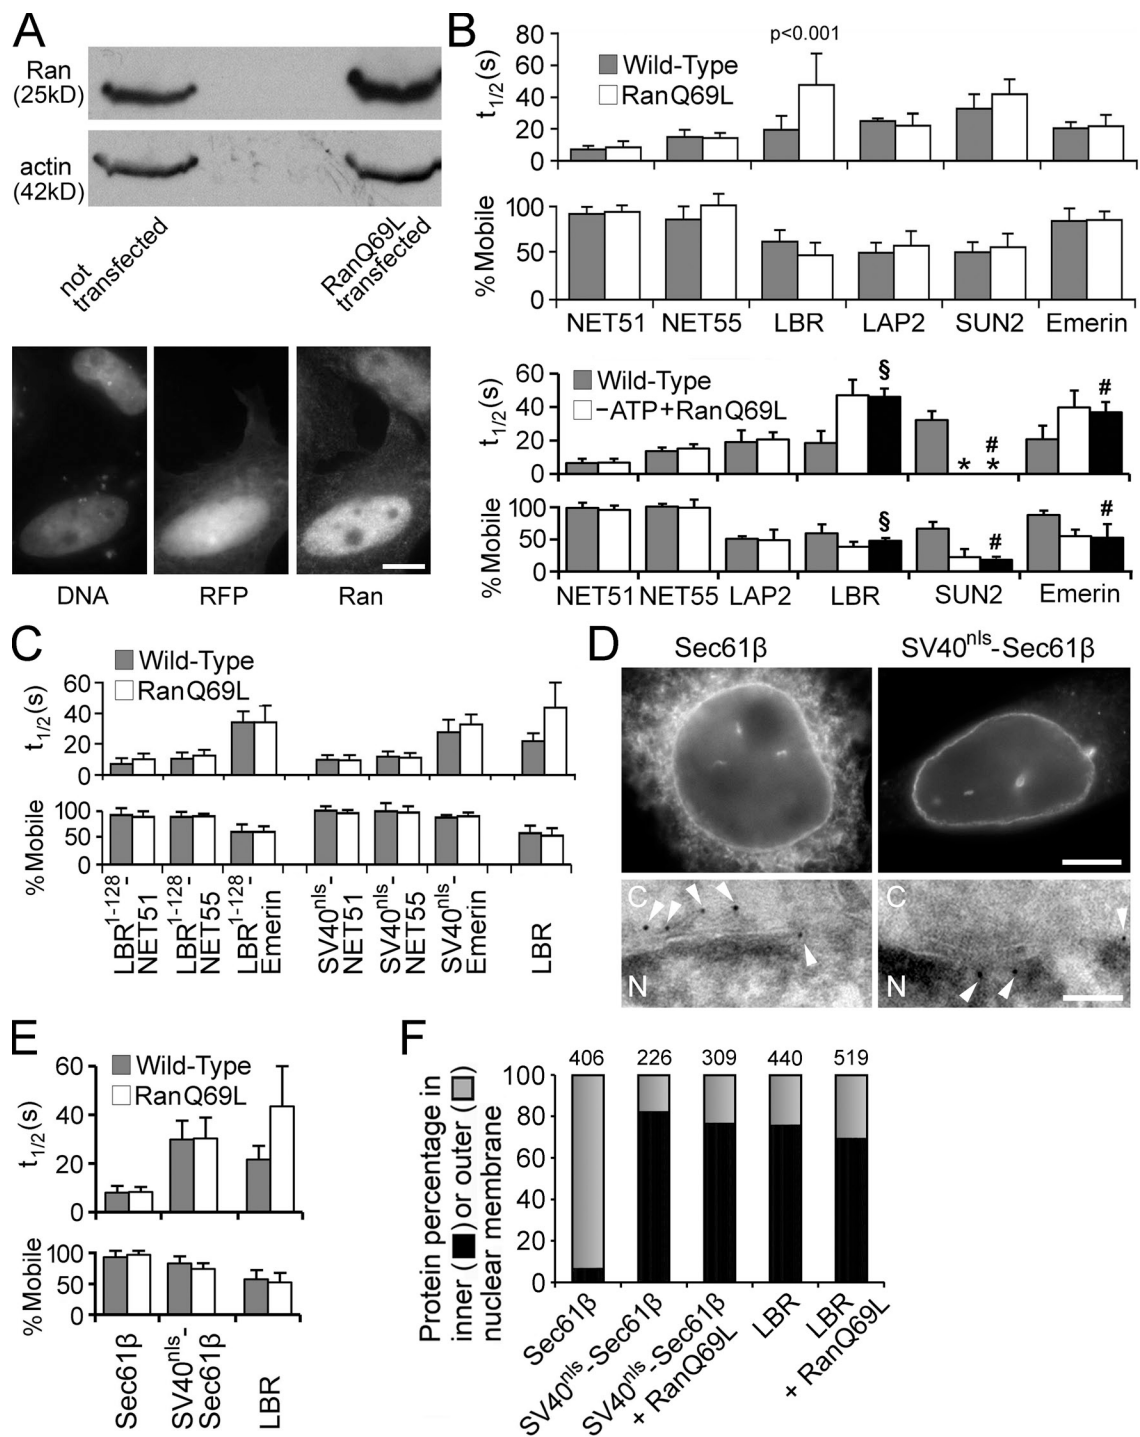 A
Ran
(25kD)
actin
(42kD)
not
transfected
RanQ69L
transfected
DNA
RFP
Ran
B
t1/2(s)
80
60
40
20
0
p<0.001
Wild-Type
RanQ69L
% Mobile
100
50
0
NET51
NET55
LBR
LAP2
SUN2
Emerin
t1/2(s)
60
40
20
0
Wild-Type
−ATP+RanQ69L
§
*
#
*
#
% Mobile
100
50
0
§
#
#
NET51
NET55
LAP2
LBR
SUN2
Emerin
C
Wild-Type
RanQ69L
t1/2(s)
60
40
20
0
% Mobile
100
50
0
LBR1-128-
NET51
LBR1-128-
NET55
LBR1-128-
Emerin
SV40nls-
NET51
SV40nls-
NET55
SV40nls-
Emerin
LBR
D
Sec61β
SV40nls-Sec61β
C
N
C
N
E
Wild-Type
RanQ69L
t1/2(s)
60
40
20
0
% Mobile
100
50
0
Sec61β
SV40nls-
Sec61β
LBR
F
Protein percentage in
inner ( ) or outer ( )
nuclear membrane
406
226
309
440
519
100
80
60
40
20
0
Sec61β
SV40nls-Sec61β
SV40nls-Sec61β
+ RanQ69L
LBR
LBR
+ RanQ69L